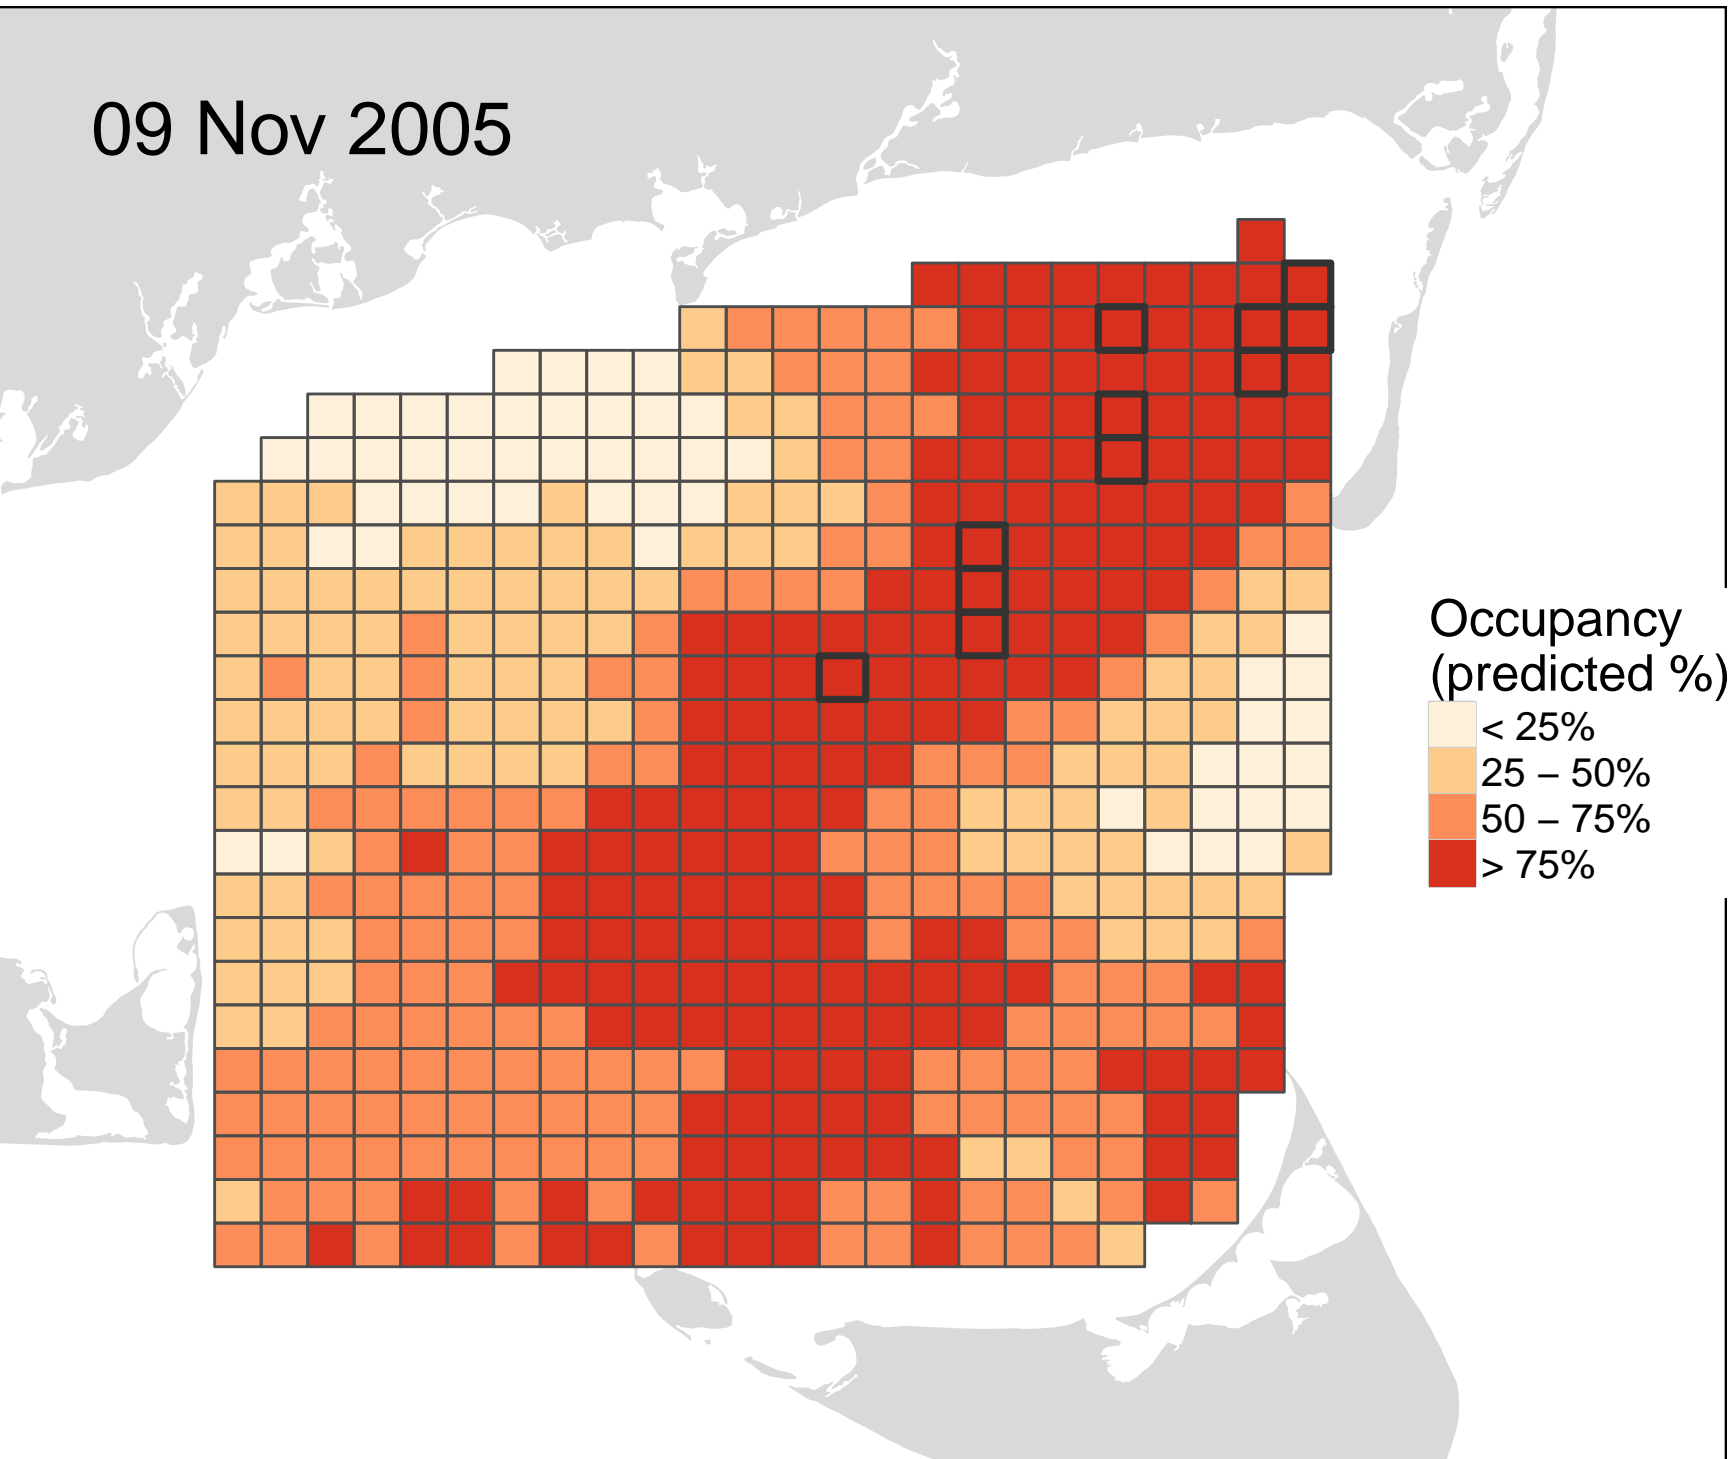 09 Nov 2005
Occupancy
(predicted %)
< 25%
25 – 50%
50 – 75%
> 75%